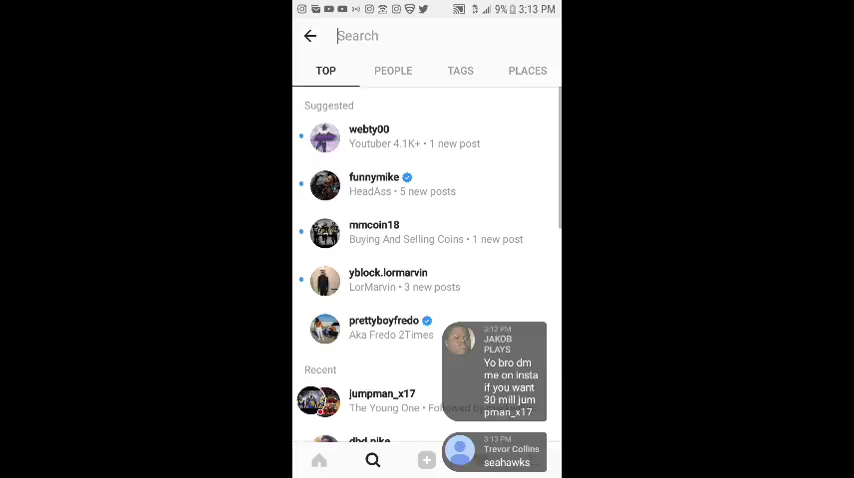 9% 3:13 PM
Search
TOP PEOPLE TAGS PLACES
Suggested
webty00
Youtuber 4.1K+ • 1 new post
funnymike
HeadAss • 5 new posts
mmcoin18
Buying And Selling Coins • 1 new post
yblock.lormarvin
LorMarvin • 3 new posts
prettyboyfredo
Aka Fredo 2Times
Recent
jumpman_x17
The Young One • Followed
3:12 PM
JAKOB
PLAYS
Yo bro dm
me on insta
if you want
30 mill jum
pman_x17
3:13 PM
Trevor Collins
seahawks